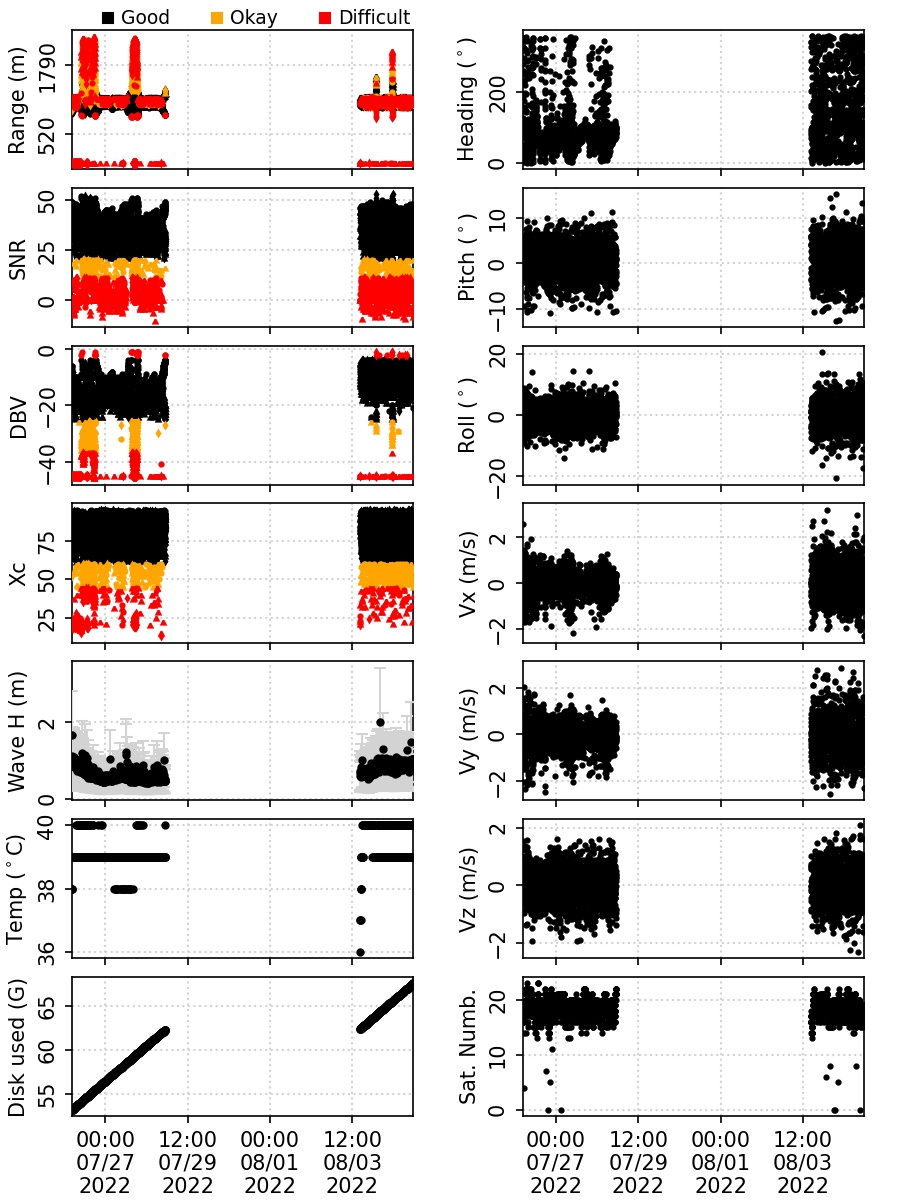 Good Okay Difficult
Range (m)
1790
520
Heading (°)
200
0
SNR
50
25
0
Pitch (°)
10
0
−10
DBV
0
−20
−40
Roll (°)
20
0
−20
Xc
75
50
25
Vx (m/s)
2
0
−2
Wave H (m)
2
0
Vy (m/s)
2
0
−2
Temp (°C)
40
38
36
Vz (m/s)
2
0
−2
Disk used (G)
65
60
55
Sat. Numb.
20
10
0
00:00 12:00 00:00 12:00
07/27 07/29 08/01 08/03
2022 2022 2022 2022
00:00 12:00 00:00 12:00
07/27 07/29 08/01 08/03
2022 2022 2022 2022